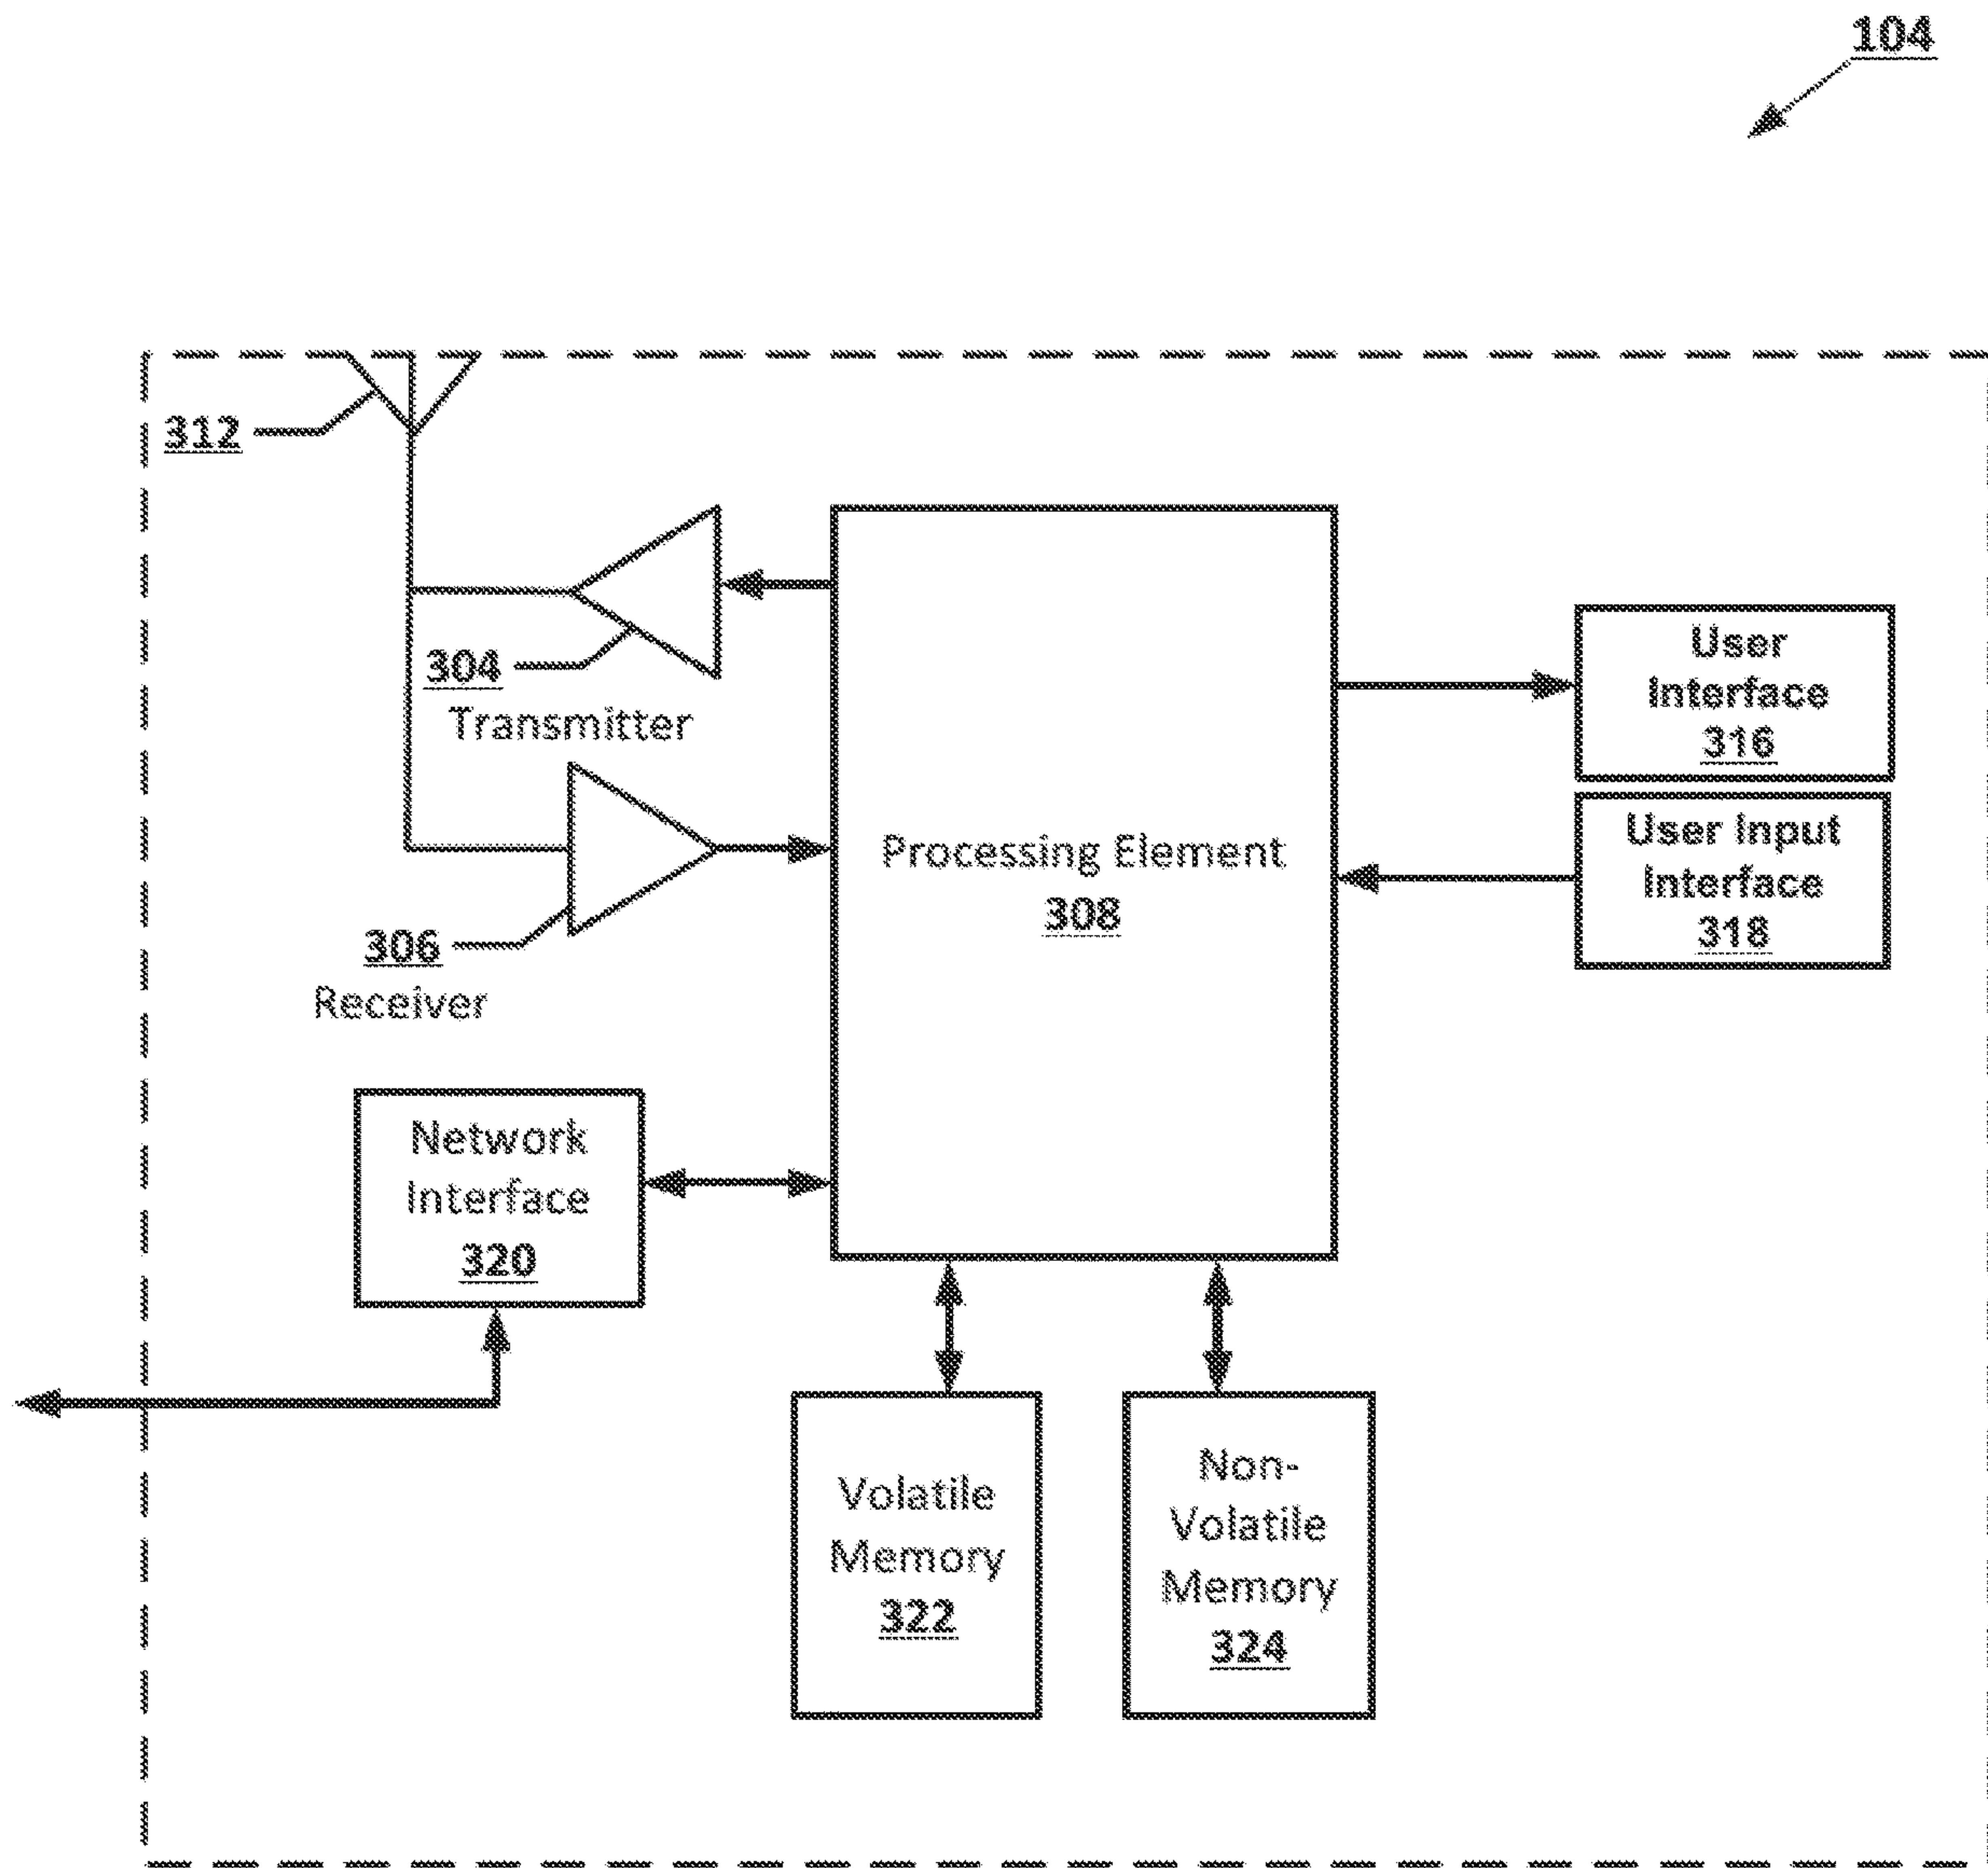 104
312
304
Transmitter
306
Receiver
Processing Element
308
User
Interface
316
User Input
Interface
318
Network
Interface
320
Volatile
Memory
322
Non-
Volatile
Memory
324